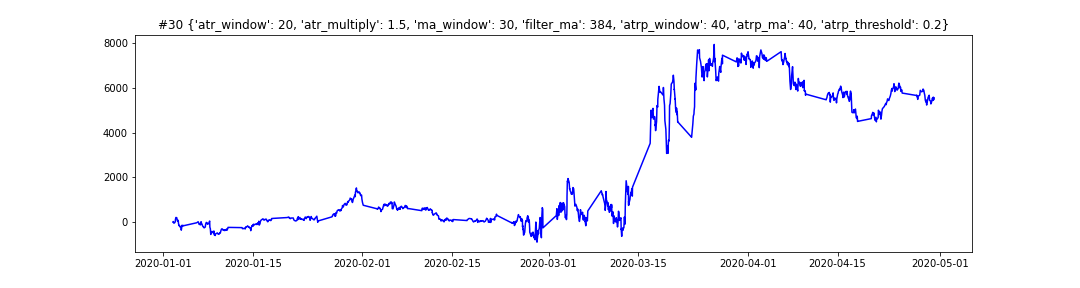 #30 {'atr_window': 20, 'atr_multiply': 1.5, 'ma_window': 30, 'filter_ma': 384, 'atrp_window': 40, 'atrp_ma': 40, 'atrp_threshold': 0.2}
8000
6000
4000
2000
0
2020-01-01 2020-01-15 2020-02-01 2020-02-15 2020-03-01 2020-03-15 2020-04-01 2020-04-15 2020-05-01